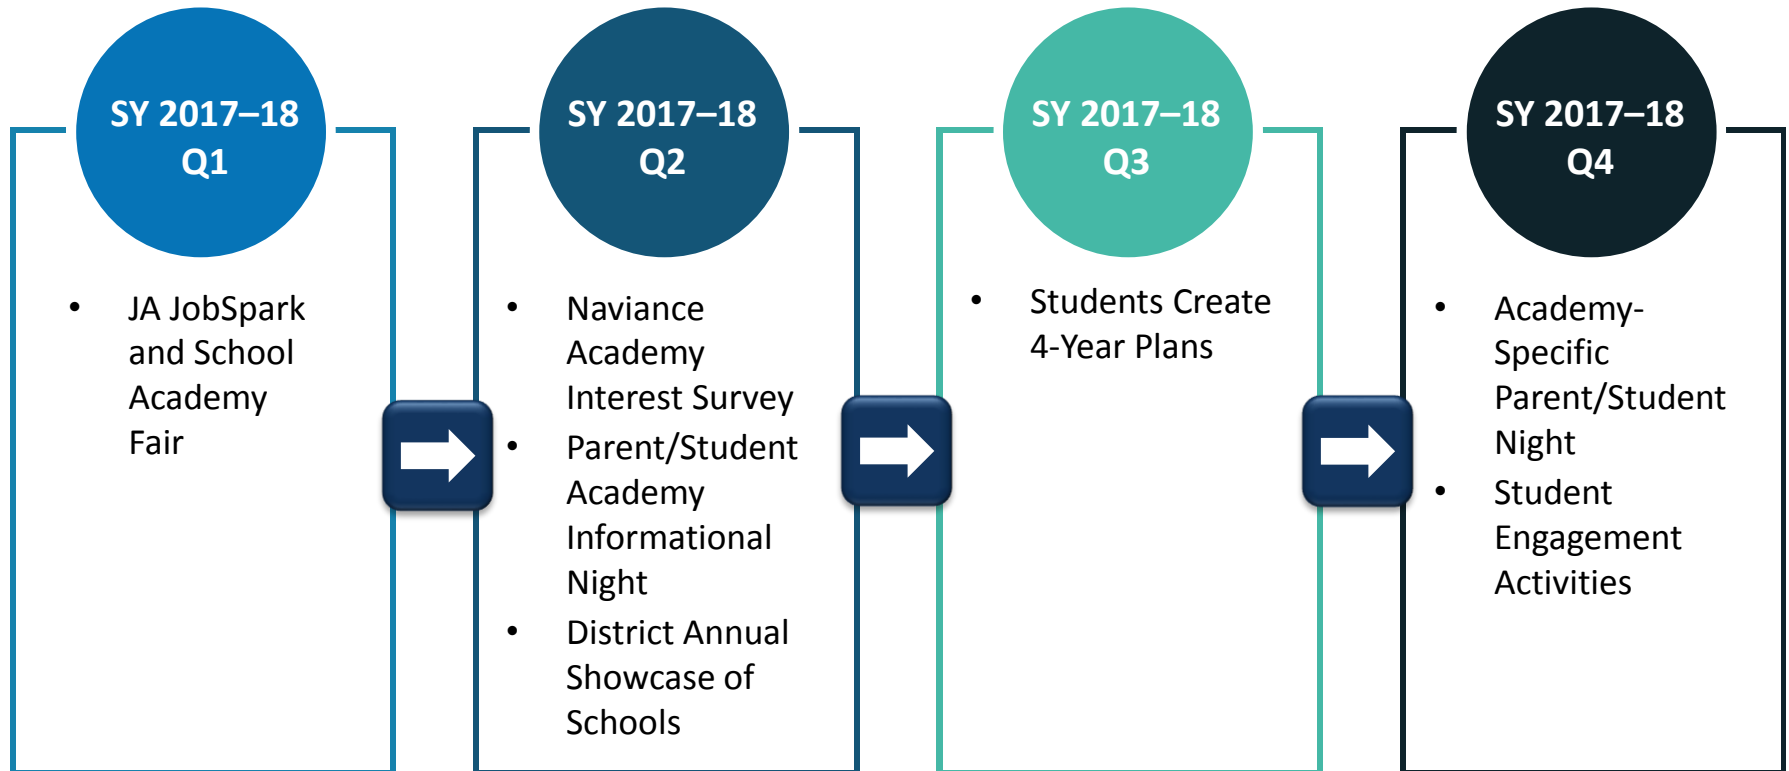 SY 2017–18
Q1
• JA JobSpark
and School
Academy
Fair
SY 2017–18
Q2
• Naviance
Academy
Interest Survey
• Parent/Student
Academy
Informational
Night
• District Annual
Showcase of
Schools
SY 2017–18
Q3
• Students Create
4-Year Plans
SY 2017–18
Q4
• Academy-
Specific
Parent/Student
Night
• Student
Engagement
Activities